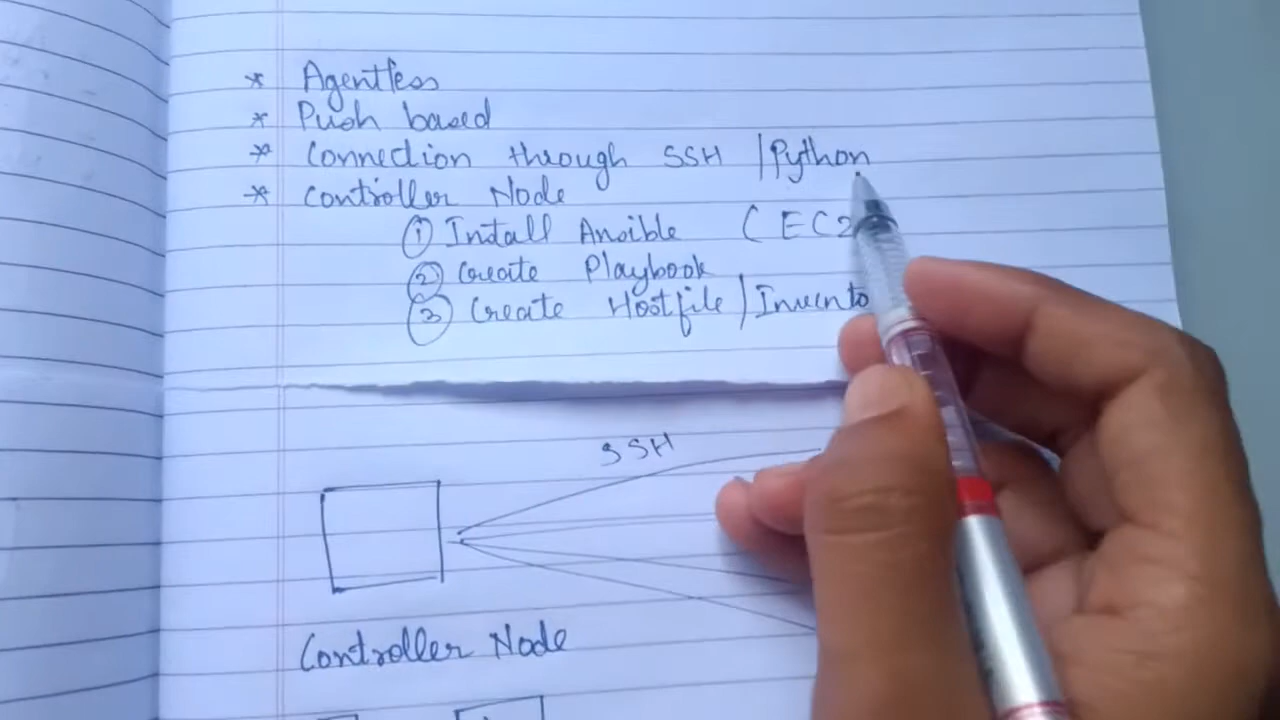 * Agentless
* Push based
* Connection through SSH | Python
* Controller Node
① Install Ansible (EC2
② Create Playbook
③ Create Hostfile | Invento
SSH
Controller Node